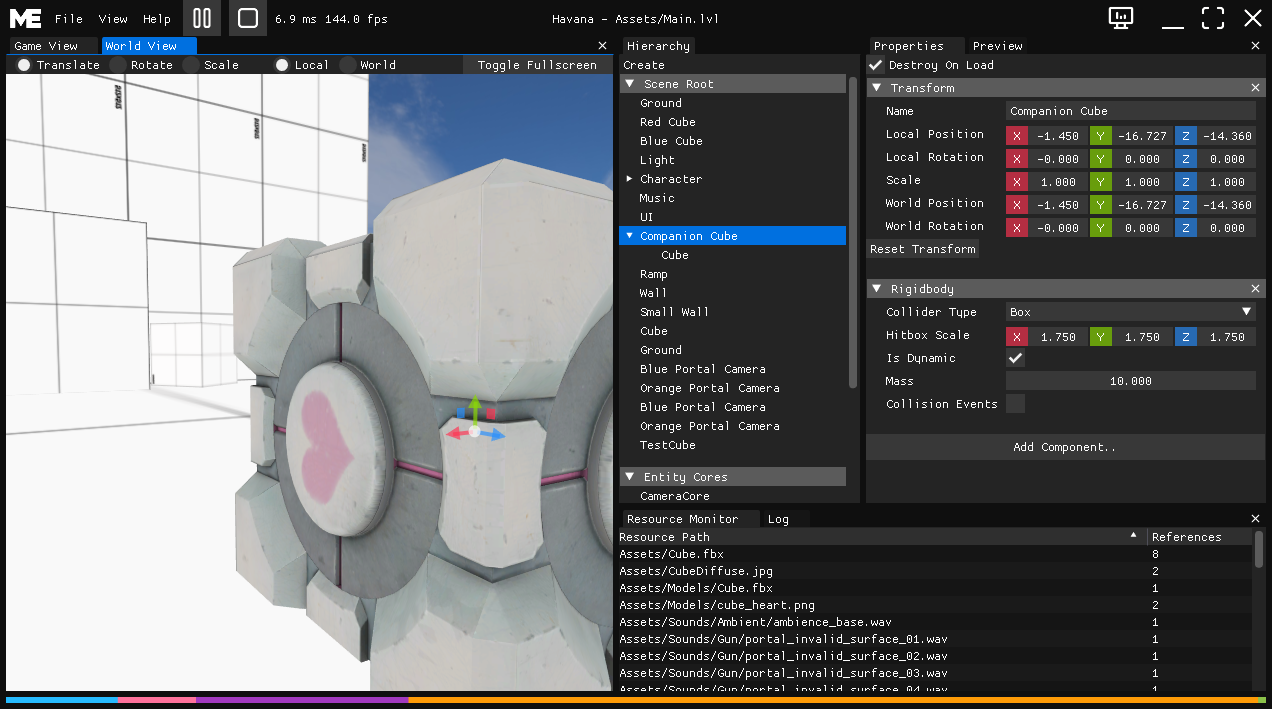 ME File View Help 6.9 ms 144.0 fps Havana - Assets/Main.lvl
Game View World View
Translate Rotate Scale Local World Toggle Fullscreen
Hierarchy
Create
Scene Root
Ground
Red Cube
Blue Cube
Light
Character
Music
UI
Companion Cube
Cube
Ramp
Wall
Small Wall
Cube
Ground
Blue Portal Camera
Orange Portal Camera
Blue Portal Camera
Orange Portal Camera
TestCube
Entity Cores
CameraCore
Properties Preview
Destroy On Load
Transform
Name Companion Cube
Local Position X -1.450 Y -16.727 Z -14.360
Local Rotation X -0.000 Y 0.000 Z 0.000
Scale X 1.000 Y 1.000 Z 1.000
World Position X -1.450 Y -16.727 Z -14.360
World Rotation X -0.000 Y 0.000 Z 0.000
Reset Transform
Rigidbody
Collider Type Box
Hitbox Scale X 1.750 Y 1.750 Z 1.750
Is Dynamic
Mass 10.000
Collision Events
Add Component..
Resource Monitor Log
Resource Path References
Assets/Cube.fbx 8
Assets/CubeDiffuse.jpg 2
Assets/Models/Cube.fbx 1
Assets/Models/cube_heart.png 2
Assets/Sounds/Ambient/ambience_base.wav 1
Assets/Sounds/Gun/portal_invalid_surface_01.wav 1
Assets/Sounds/Gun/portal_invalid_surface_02.wav 1
Assets/Sounds/Gun/portal_invalid_surface_03.wav 1
Assets/Sounds/Gun/portal_invalid_surface_04.wav 1